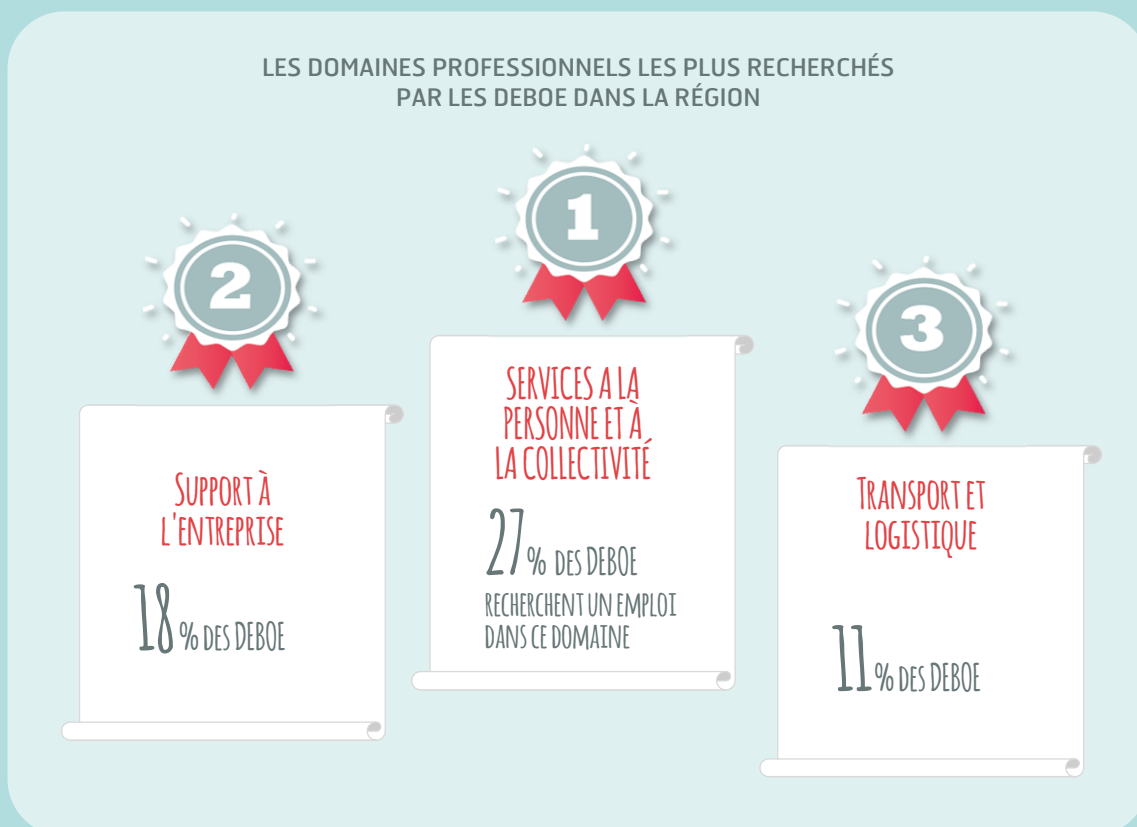 LES DOMAINES PROFESSIONNELS LES PLUS RECHERCHÉS
PAR LES DEBOE DANS LA RÉGION
1
SERVICES A LA
PERSONNE ET À
LA COLLECTIVITÉ
27% DES DEBOE
RECHERCHENT UN EMPLOI
DANS CE DOMAINE
2
SUPPORT À
L'ENTREPRISE
18% DES DEBOE
3
TRANSPORT ET
LOGISTIQUE
11% DES DEBOE